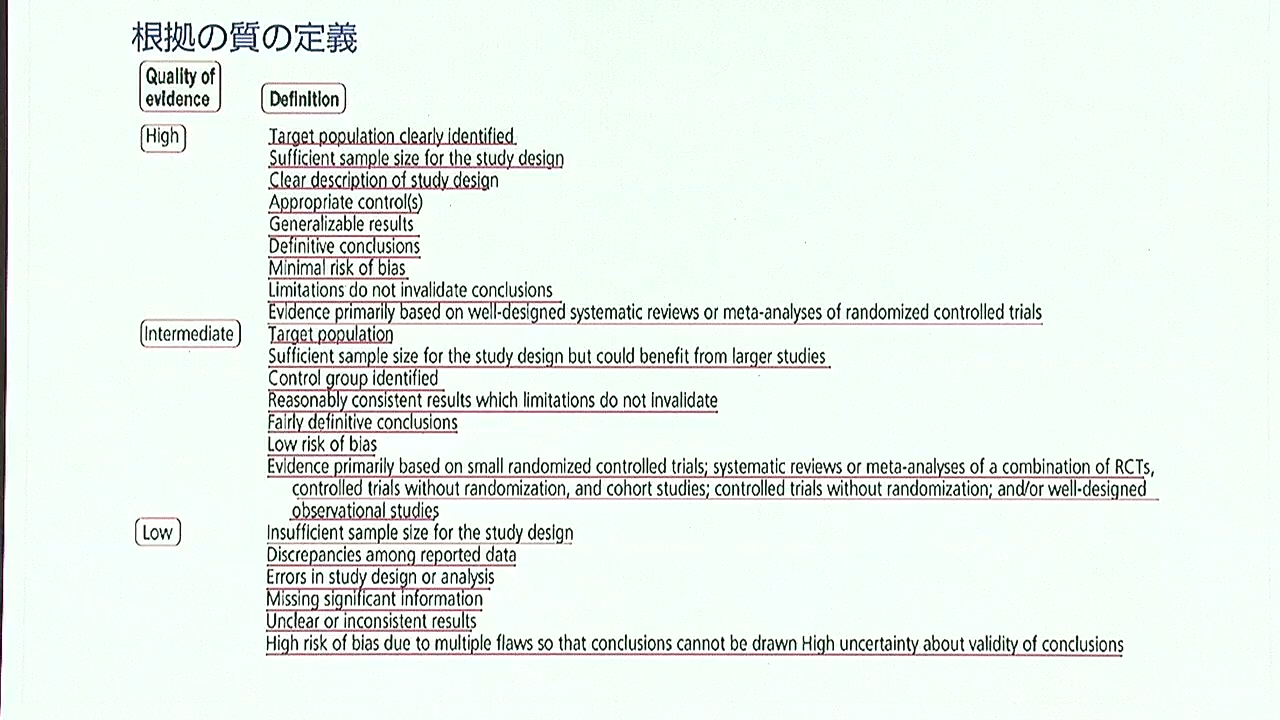 根拠の質の定義
Quality of
evidence
Definition
High
Target population clearly identified
Sufficient sample size for the study design
Clear description of study design
Appropriate control(s)
Generalizable results
Definitive conclusions
Minimal risk of bias
Limitations do not invalidate conclusions
Evidence primarily based on well-designed systematic reviews or meta-analyses of randomized controlled trials
Intermediate
Target population
Sufficient sample size for the study design but could benefit from larger studies
Control group identified
Reasonably consistent results which limitations do not invalidate
Fairly definitive conclusions
Low risk of bias
Evidence primarily based on small randomized controlled trials; systematic reviews or meta-analyses of a combination of RCTs,
controlled trials without randomization, and cohort studies; controlled trials without randomization; and/or well-designed
observational studies
Low
Insufficient sample size for the study design
Discrepancies among reported data
Errors in study design or analysis
Missing significant information
Unclear or inconsistent results
High risk of bias due to multiple flaws so that conclusions cannot be drawn High uncertainty about validity of conclusions